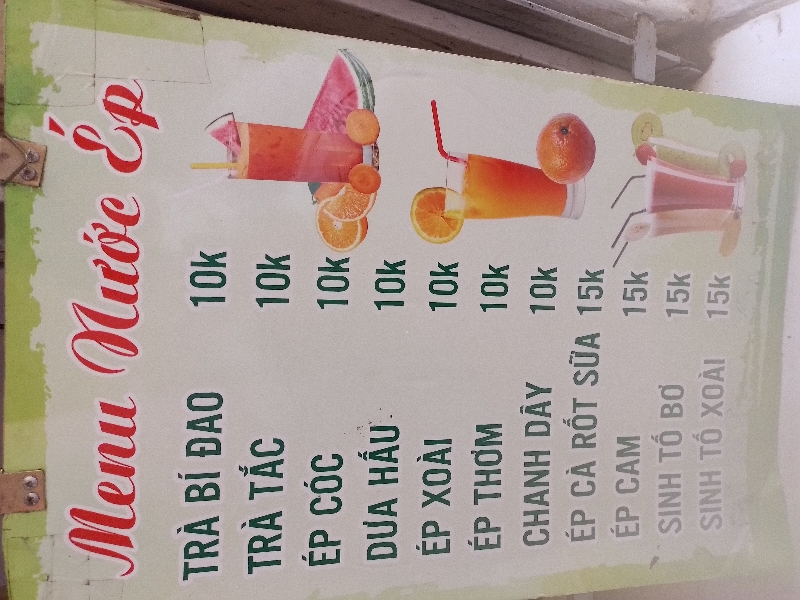 Menu Nước Ép
TRÀ BÍ ĐAO 10k
TRÀ TẮC 10k
ÉP CÓC 10k
DƯA HẤU 10k
ÉP XOÀI 10k
ÉP THƠM 10k
CHANH DÂY 10k
ÉP CÀ RỐT SỮA 15k
ÉP CAM 15k
SINH TỐ BƠ 15k
SINH TỐ XOÀI 15k